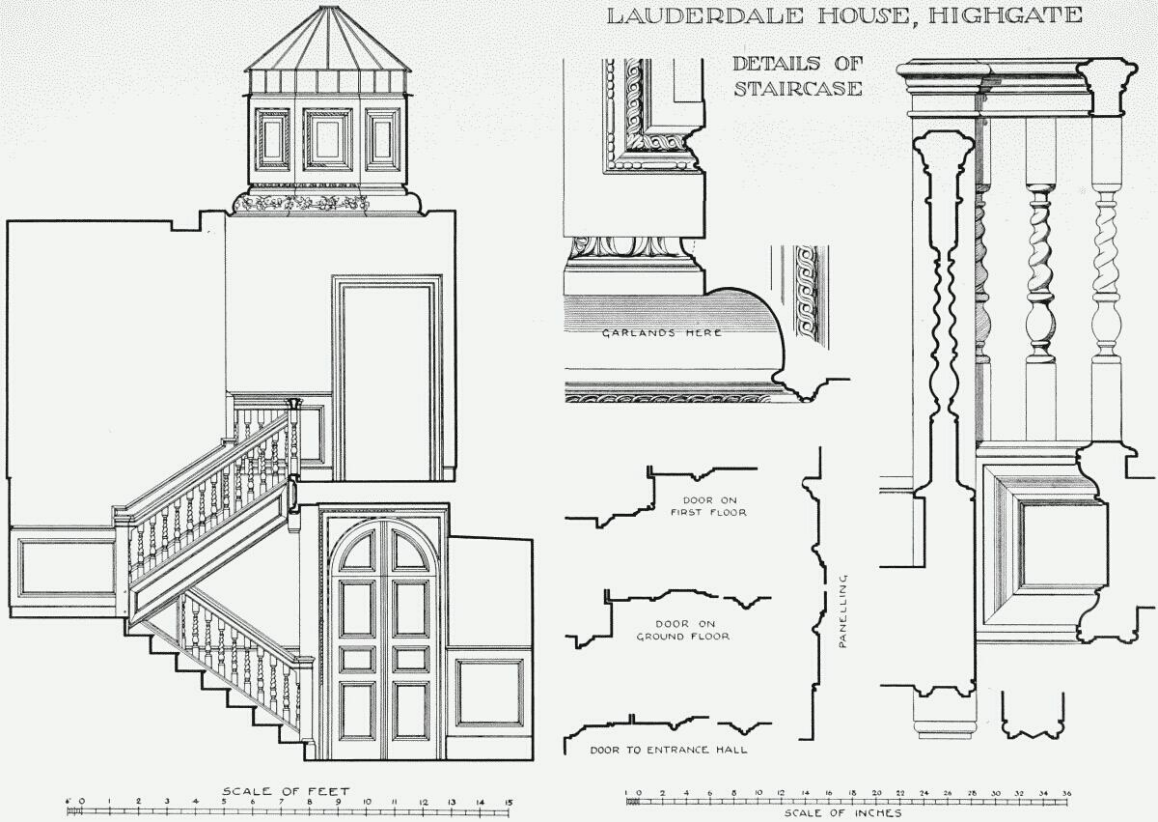 LAUDERDALE HOUSE, HIGHGATE
DETAILS OF
STAIRCASE
GARLANDS HERE
DOOR ON
FIRST FLOOR
DOOR ON
GROUND FLOOR
PANELLING
DOOR TO ENTRANCE HALL
SCALE OF FEET
6" 0 1 2 3 4 5 6 7 8 9 10 11 12 13 14 15
1 0 2 4 6 8 10 12 14 16 18 20 22 24 26 28 30 32 34 36
SCALE OF INCHES